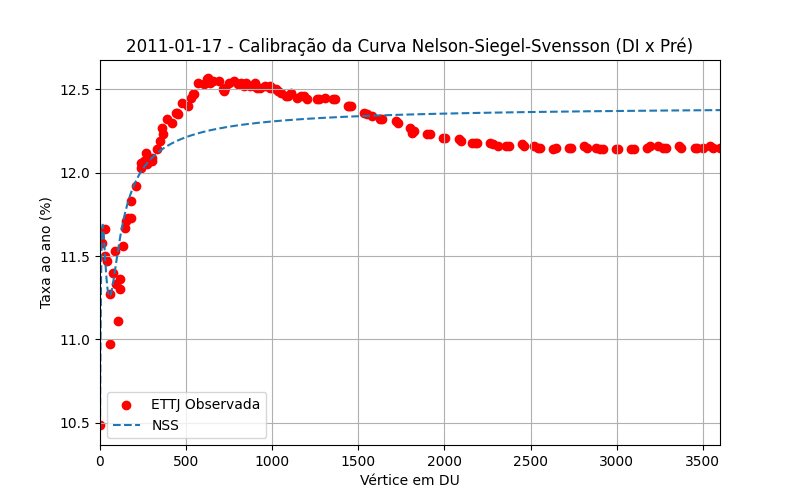 2011-01-17 - Calibração da Curva Nelson-Siegel-Svensson (DI x Pré)
Taxa ao ano (%)
12.5
12.0
11.5
11.0
10.5
ETTJ Observada
NSS
0 500 1000 1500 2000 2500 3000 3500
Vértice em DU